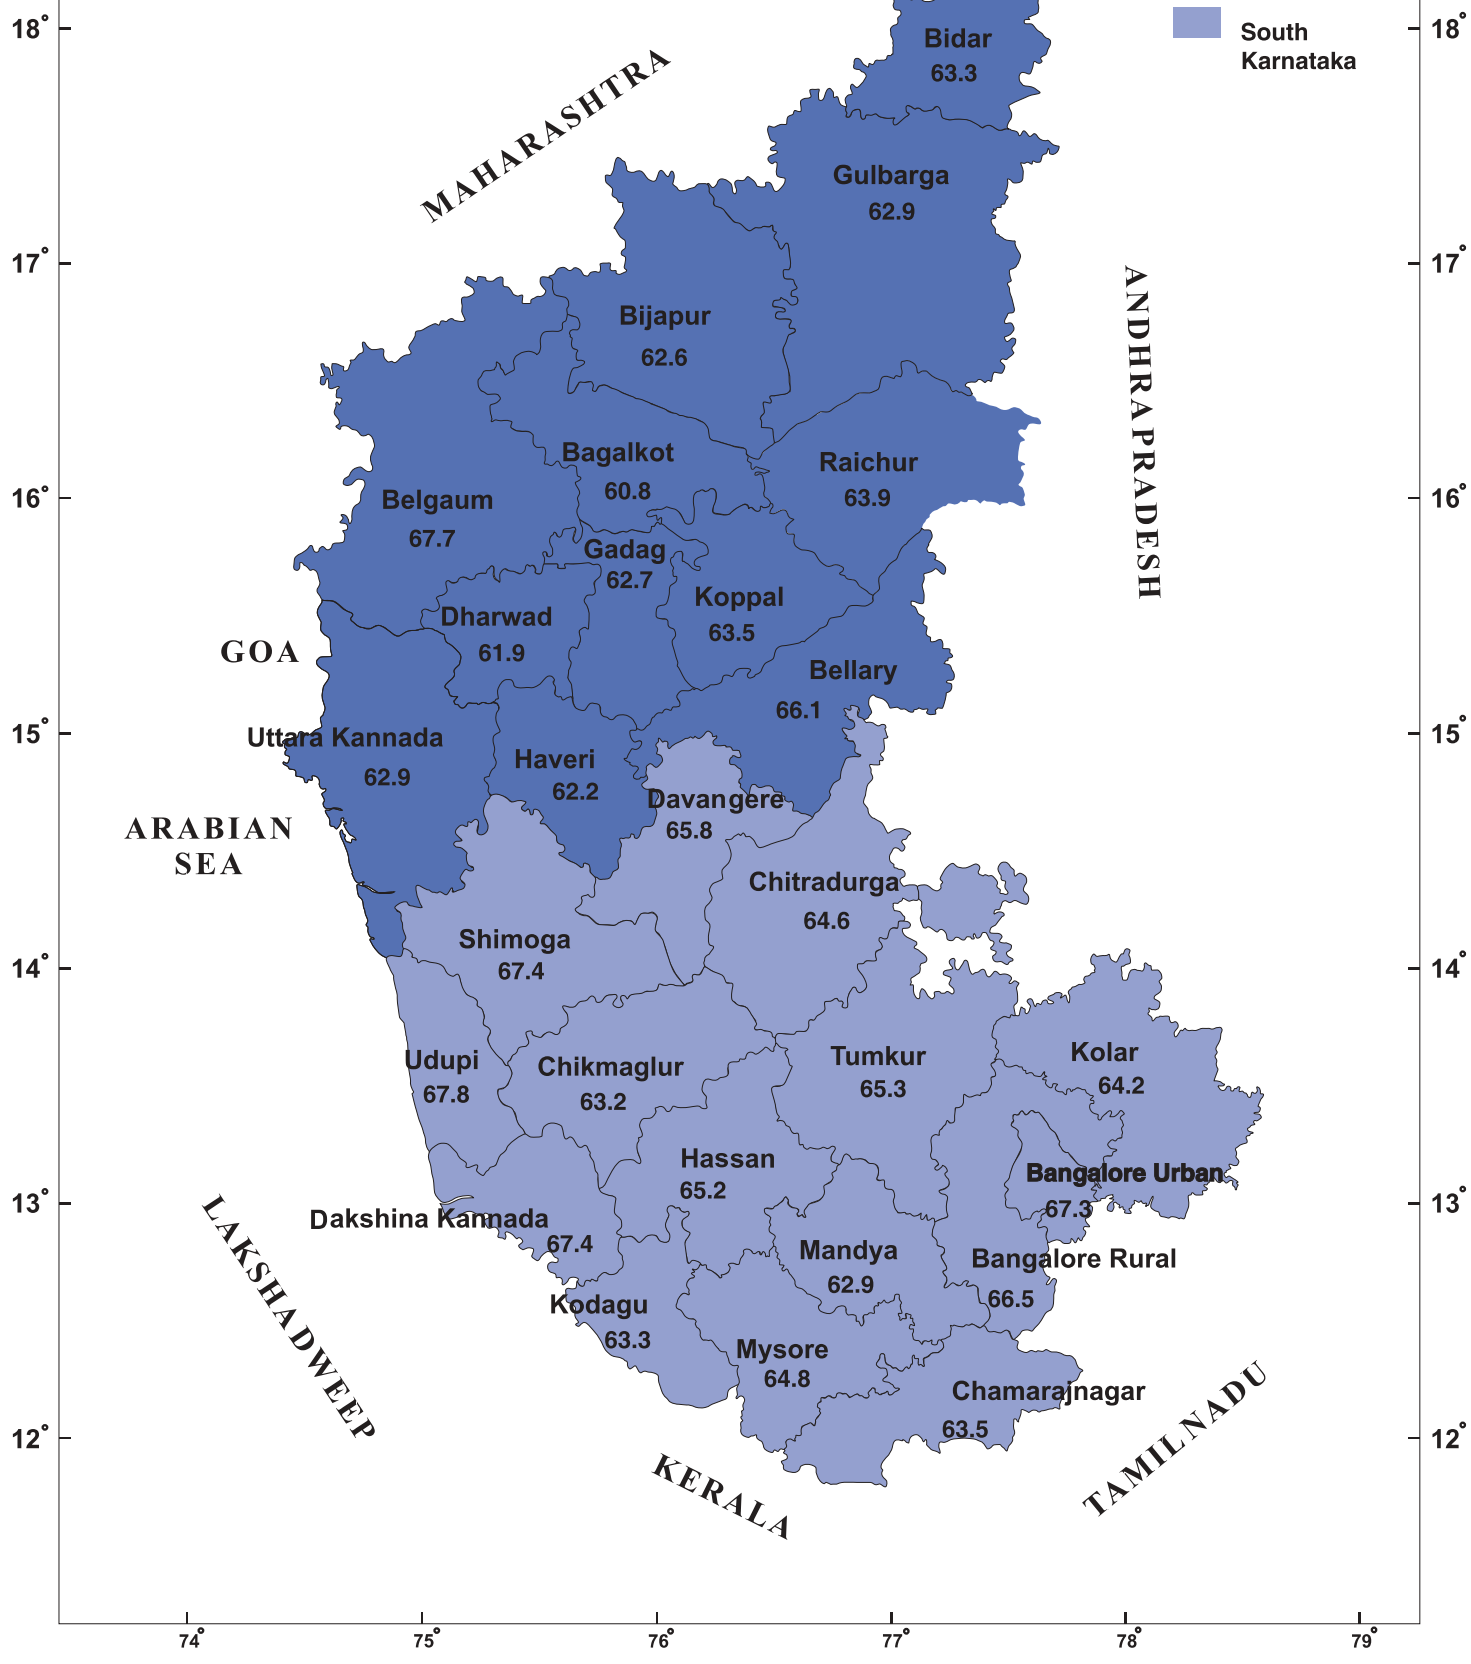 18°
18°
South
Karnataka
Bidar
63.3
MAHARASHTRA
Gulbarga
62.9
17°
17°
ANDHRA PRADESH
Bijapur
62.6
Bagalkot
60.8
Raichur
63.9
16°
16°
Belgaum
67.7
Gadag
62.7
Koppal
63.5
Dharwad
61.9
GOA
Bellary
66.1
15°
15°
Uttara Kannada
62.9
Haveri
62.2
Davangere
65.8
ARABIAN
SEA
Chitradurga
64.6
Shimoga
67.4
14°
14°
Udupi
67.8
Chikmaglur
63.2
Tumkur
65.3
Kolar
64.2
Hassan
65.2
Bangalore Urban
67.3
13°
13°
LAKSHADWEEP
Dakshina Kannada
67.4
Mandya
62.9
Bangalore Rural
66.5
Kodagu
63.3
Mysore
64.8
Chamarajnagar
63.5
12°
12°
KERALA
TAMILNADU
74°
75°
76°
77°
78°
79°